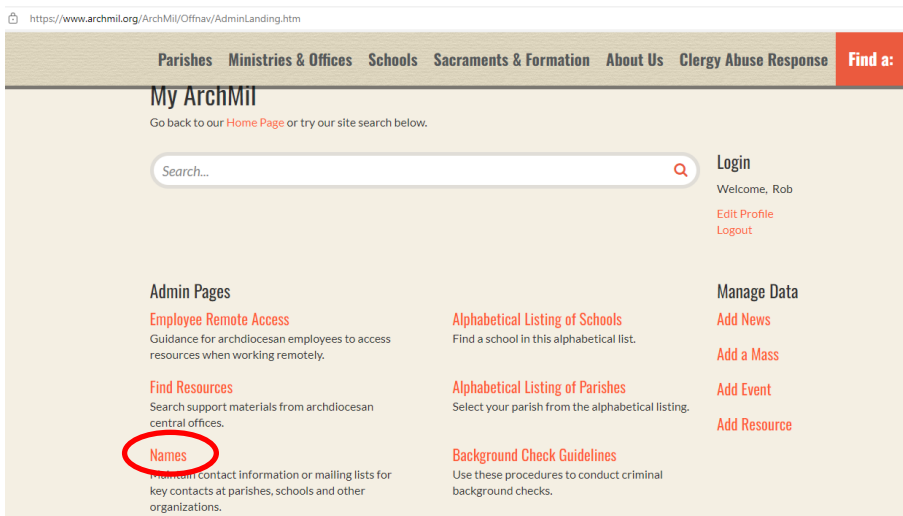 https://www.archmil.org/ArchMil/Offnav/AdminLanding.htm
Parishes Ministries & Offices Schools Sacraments & Formation About Us Clergy Abuse Response Find a:
My ArchMil
Go back to our Home Page or try our site search below.
Search...
Login
Welcome, Rob
Edit Profile
Logout
Admin Pages
Employee Remote Access
Guidance for archdiocesan employees to access
resources when working remotely.
Find Resources
Search support materials from archdiocesan
central offices.
Names
Maintain contact information or mailing lists for
key contacts at parishes, schools and other
organizations.
Alphabetical Listing of Schools
Find a school in this alphabetical list.
Alphabetical Listing of Parishes
Select your parish from the alphabetical listing.
Background Check Guidelines
Use these procedures to conduct criminal
background checks.
Manage Data
Add News
Add a Mass
Add Event
Add Resource